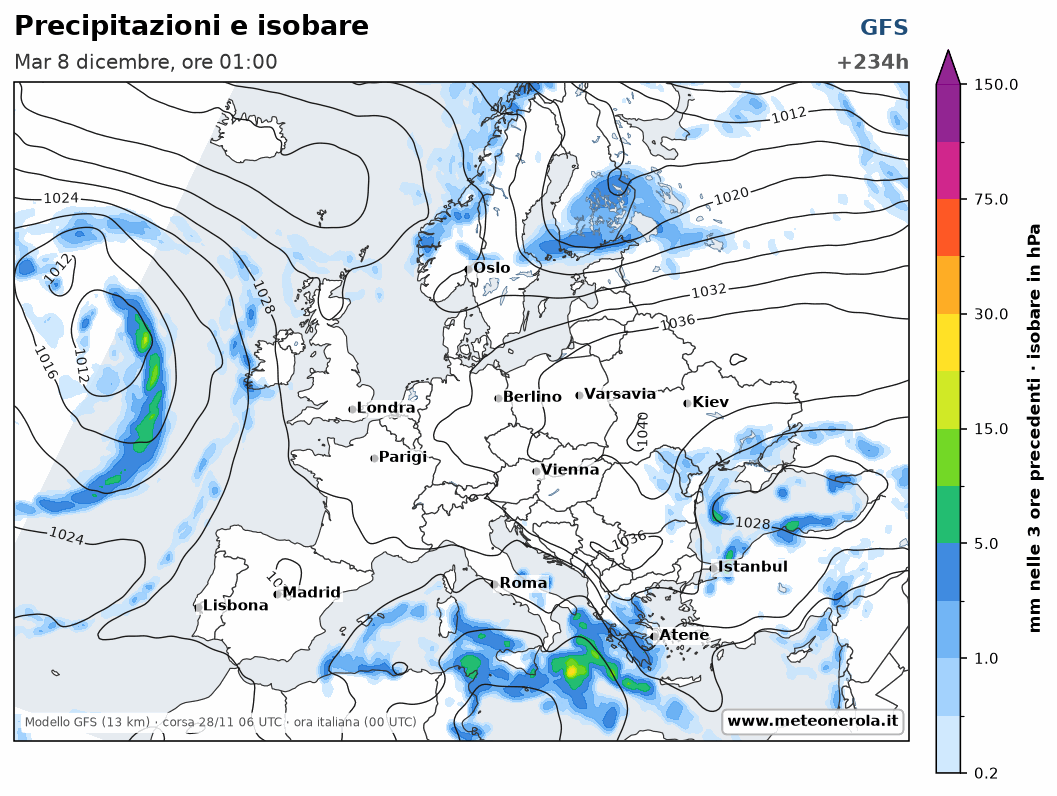 Precipitazioni e isobare
GFS
Mar 8 dicembre, ore 01:00
+234h
150.0
75.0
30.0
15.0
5.0
1.0
0.2
mm nelle 3 ore precedenti · isobare in hPa
1012
1024
1020
1012
Oslo
1028
1032
1036
1016
1012
Berlino
Varsavia
Kiev
Londra
1040
Parigi
Vienna
1028
1024
1036
Istanbul
Roma
Madrid
Lisbona
Atene
Modello GFS (13 km) · corsa 28/11 06 UTC · ora italiana (00 UTC)
www.meteonerola.it